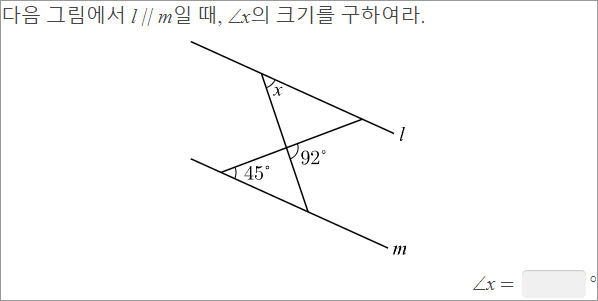 다음 그림에서 l // m일 때, ∠x의 크기를 구하여라.
x
l
92°
45°
m
∠x = °